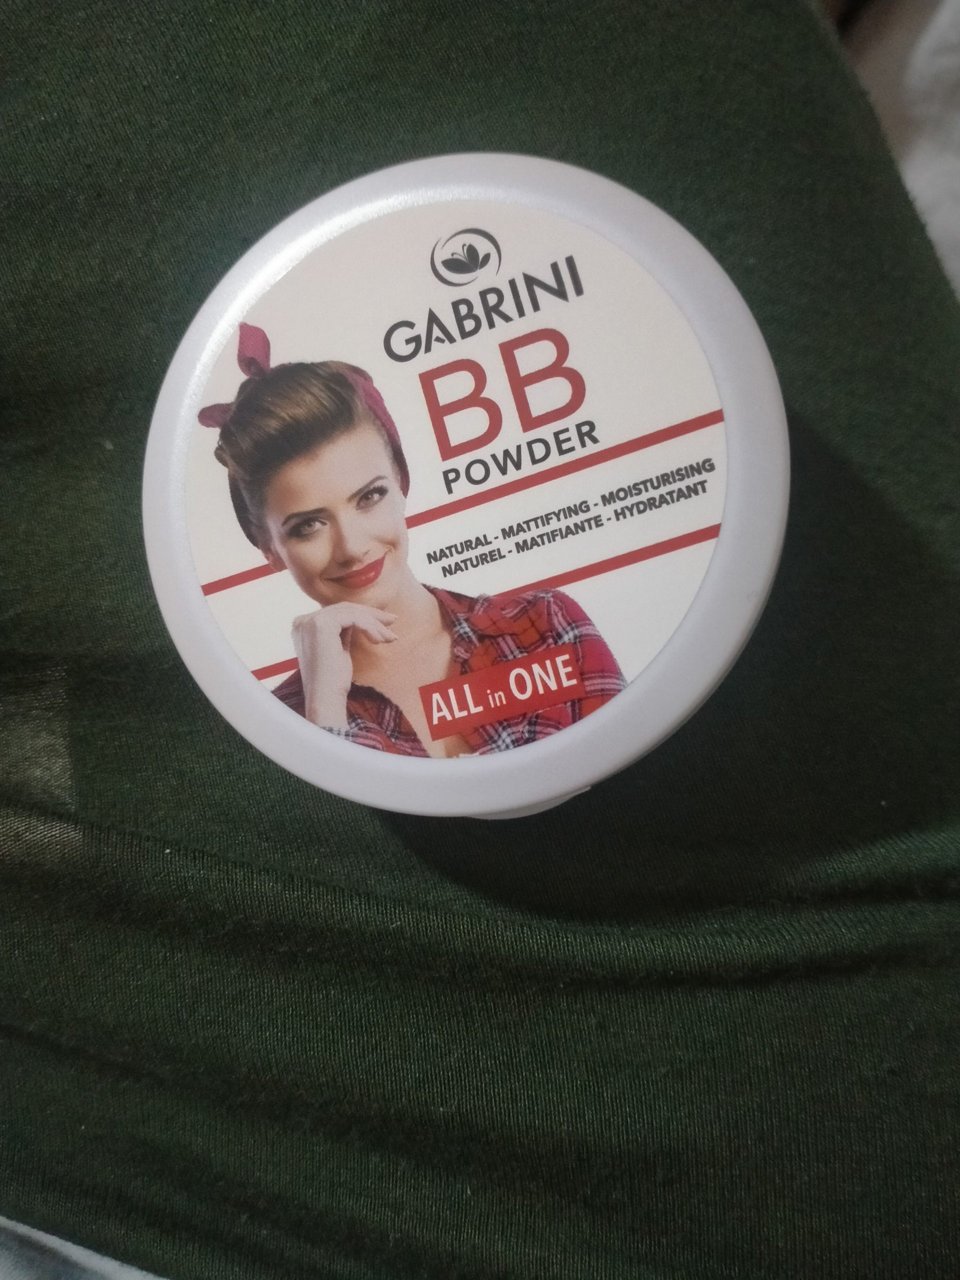 GABRINI
BB
POWDER
NATURAL - MATTIFYING - MOISTURISING
NATUREL - MATIFIANTE - HYDRATANT
ALL in ONE